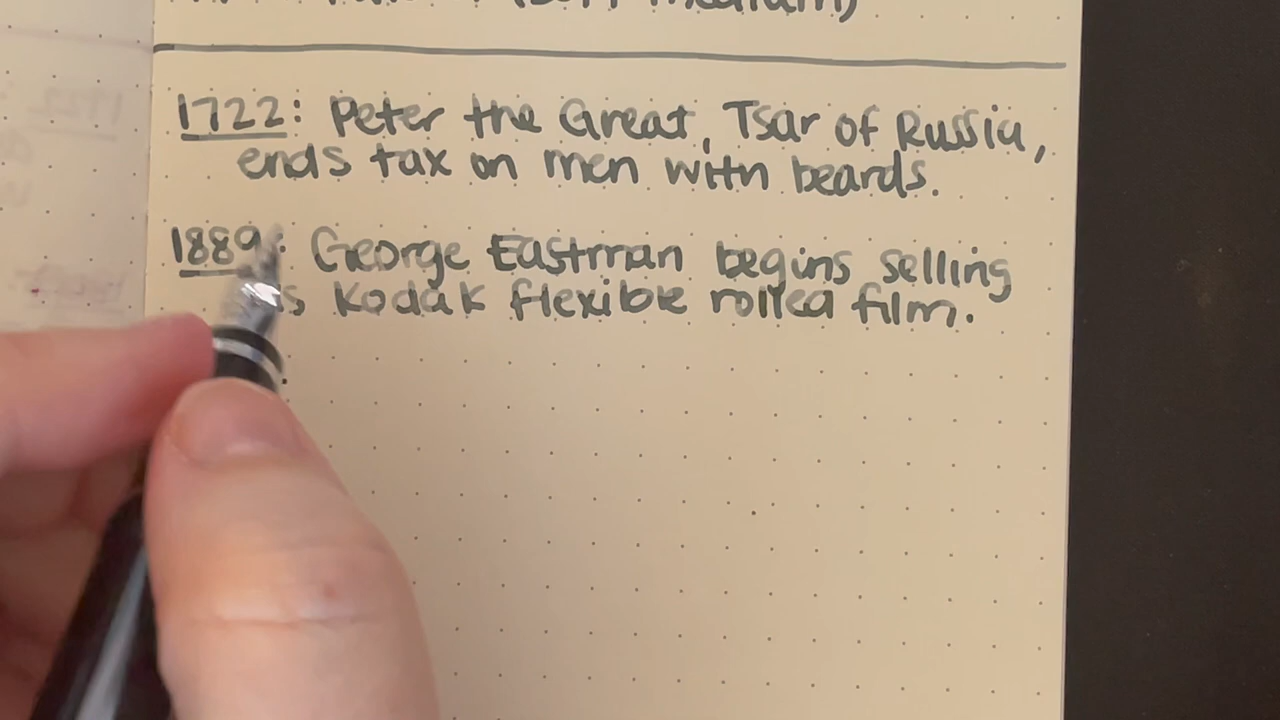 1722: Peter the Great, Tsar of Russia,
ends tax on men with beards.
1889: George Eastman begins selling
Kodak flexible rolled film.